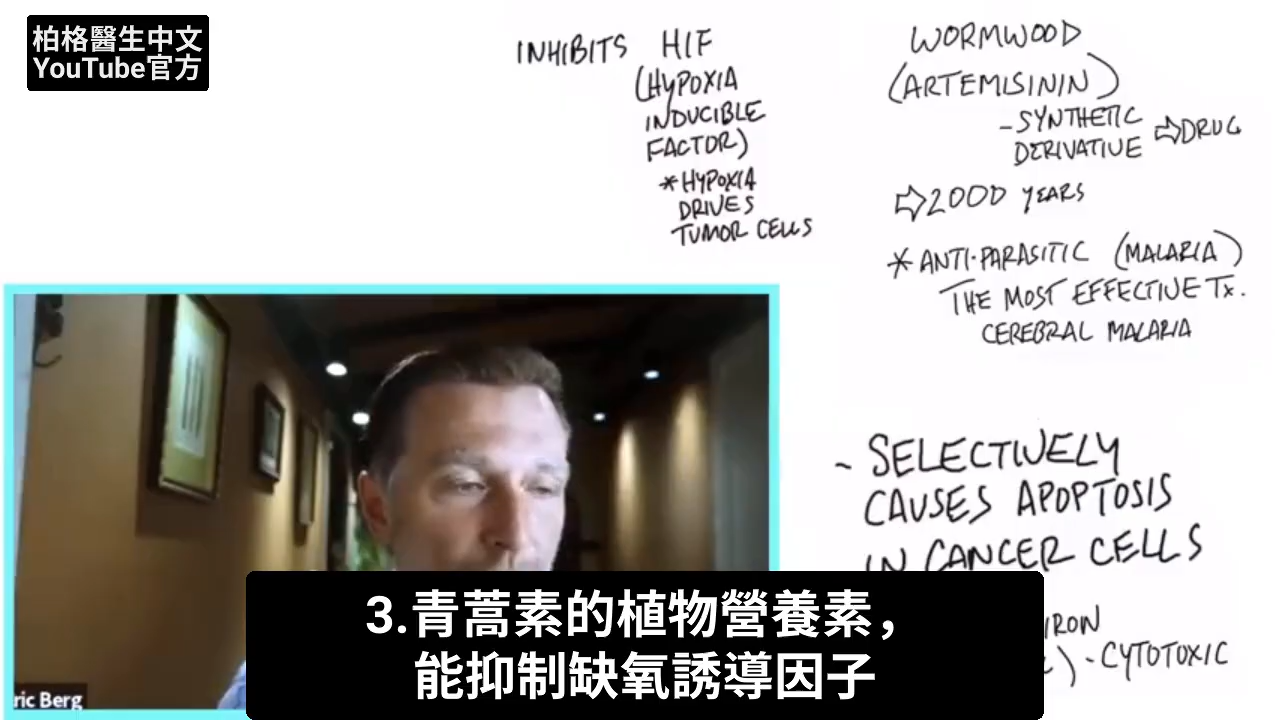 柏格醫生中文
YouTube官方
INHIBITS HIF
(HYPOXIA
INDUCIBLE
FACTOR)
*HYPOXIA
DRIVES
TUMOR CELLS
WORMWOOD
(ARTEMISININ)
-SYNTHETIC
DERIVATIVE ⇨DRUG
⇨2000 YEARS
*ANTI-PARASITIC (MALARIA)
THE MOST EFFECTIVE Tx.
CEREBRAL MALARIA
- SELECTIVELY
CAUSES APOPTOSIS
IN CANCER CELLS
IRON
) - CYTOTOXIC
ric Berg
3.青蒿素的植物營養素，
能抑制缺氧誘導因子